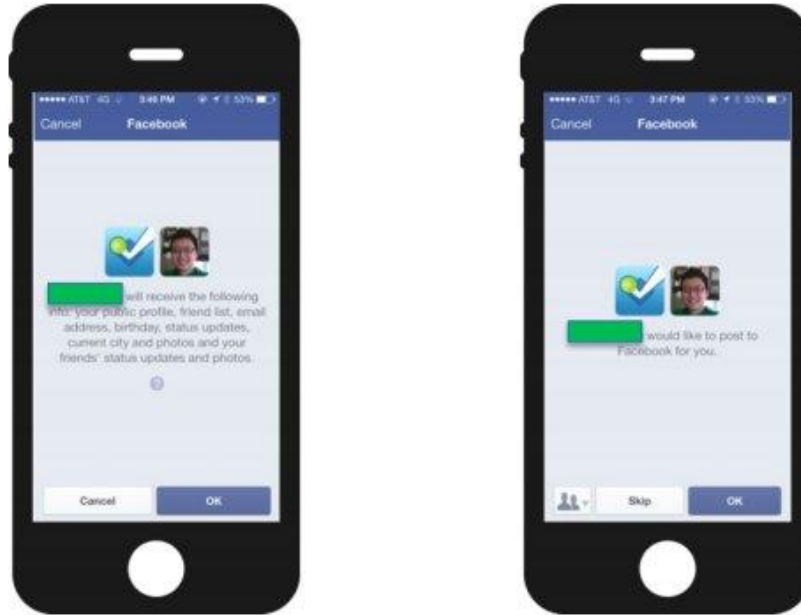 AT&T 4G 3:46 PM 53%
Cancel Facebook
will receive the following
info: your public profile, friend list, email
address, birthday, status updates,
current city and photos and your
friends' status updates and photos.
?
Cancel OK
AT&T 4G 3:47 PM 53%
Cancel Facebook
would like to post to
Facebook for you.
Skip OK